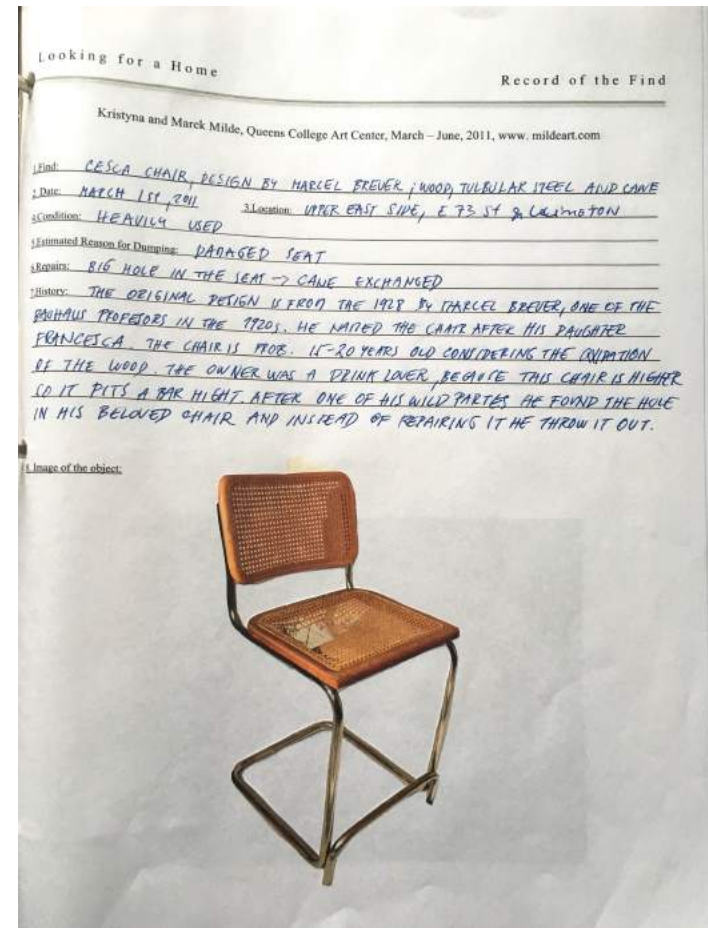 Looking for a Home
Record of the Find
Kristyna and Marek Milde, Queens College Art Center, March – June, 2011, www. mildeart.com
1.Find: CESCA CHAIR, DESIGN BY MARCEL BREUER; WOOD, TULBULAR STEEL AND CANE
2.Date: MARCH 1ST, 2011 3.Location: UPPER EAST SIDE, E 73 St & LEXINGTON
4.Condition: HEAVILY USED
5.Estimated Reason for Dumping: DAMAGED SEAT
6.Repairs: BIG HOLE IN THE SEAT -> CANE EXCHANGED
7.History: THE ORIGINAL DESIGN IS FROM THE 1928 By MARCEL BREUER, ONE OF THE
BAUHAUS PROFESORS IN THE 1920s. HE NAMED THE CHAIR AFTER HIS DAUGHTER
FRANCESCA. THE CHAIR IS PROB. 15-20 YEARS OLD CONSIDERING THE
OF THE WOOD. THE OWNER WAS A DRINK LOVER, BECAUSE THIS CHAIR IS HIGHER
SO IT FITS A BAR HIGHT. AFTER ONE OF HIS WILD PARTES HE FOUND THE HOLE
IN HIS BELOVED CHAIR AND INSTEAD OF REPAIRING IT HE THROW IT OUT.
8.Image of the object: